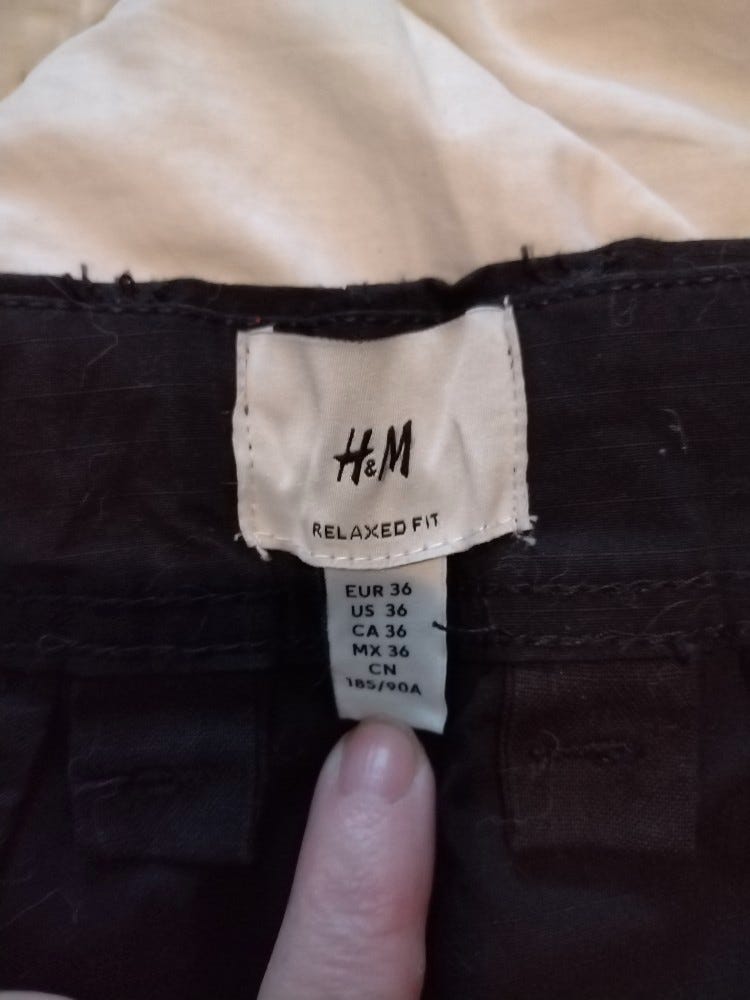 H&M
RELAXED FIT
EUR 36
US 36
CA 36
MX 36
CN
185/90A